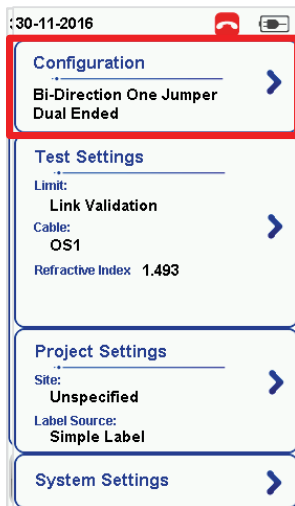 :30-11-2016
Configuration
Bi-Direction One Jumper
Dual Ended
Test Settings
Limit:
Link Validation
Cable:
OS1
Refractive Index 1.493
Project Settings
Site:
Unspecified
Label Source:
Simple Label
System Settings